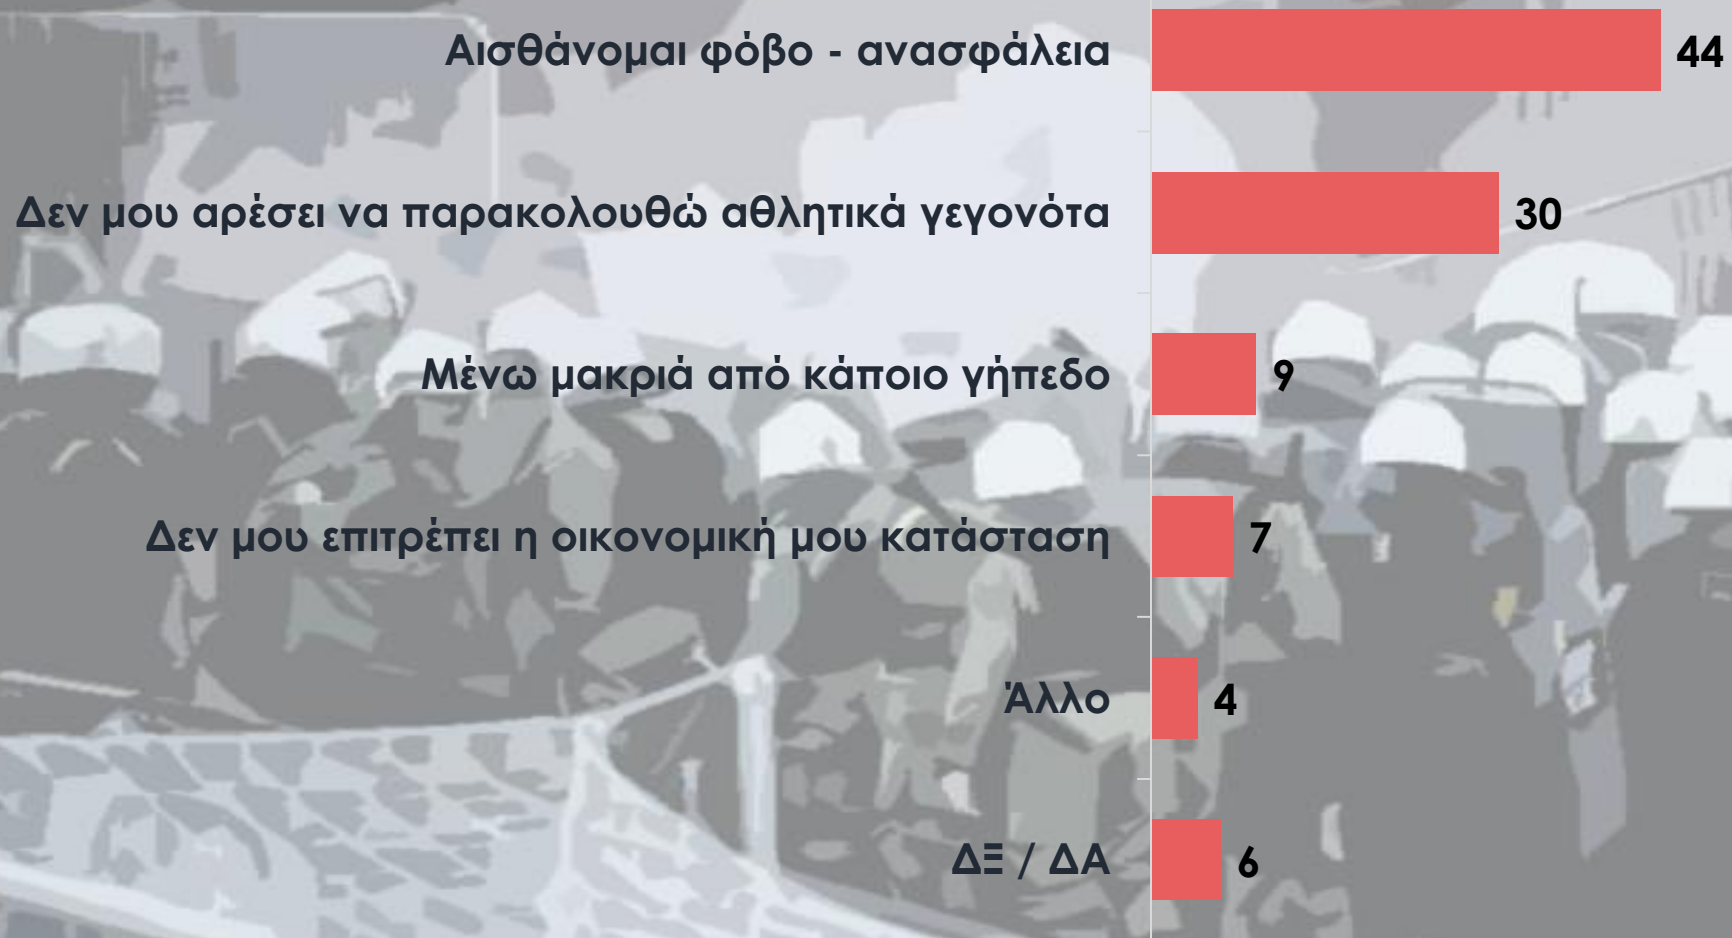 Αισθάνομαι φόβο - ανασφάλεια 44
Δεν μου αρέσει να παρακολουθώ αθλητικά γεγονότα 30
Μένω μακριά από κάποιο γήπεδο 9
Δεν μου επιτρέπει η οικονομική μου κατάσταση 7
Άλλο 4
ΔΞ / ΔΑ 6